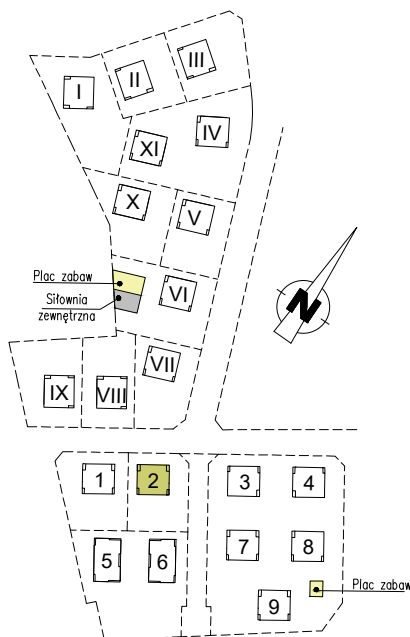 III
II
I
IV
XI
X
V
Plac zabaw
Siłownia
zewnętrzna
VI
N
VII
IX
VIII
1
2
3
4
5
6
7
8
Plac zabaw
9